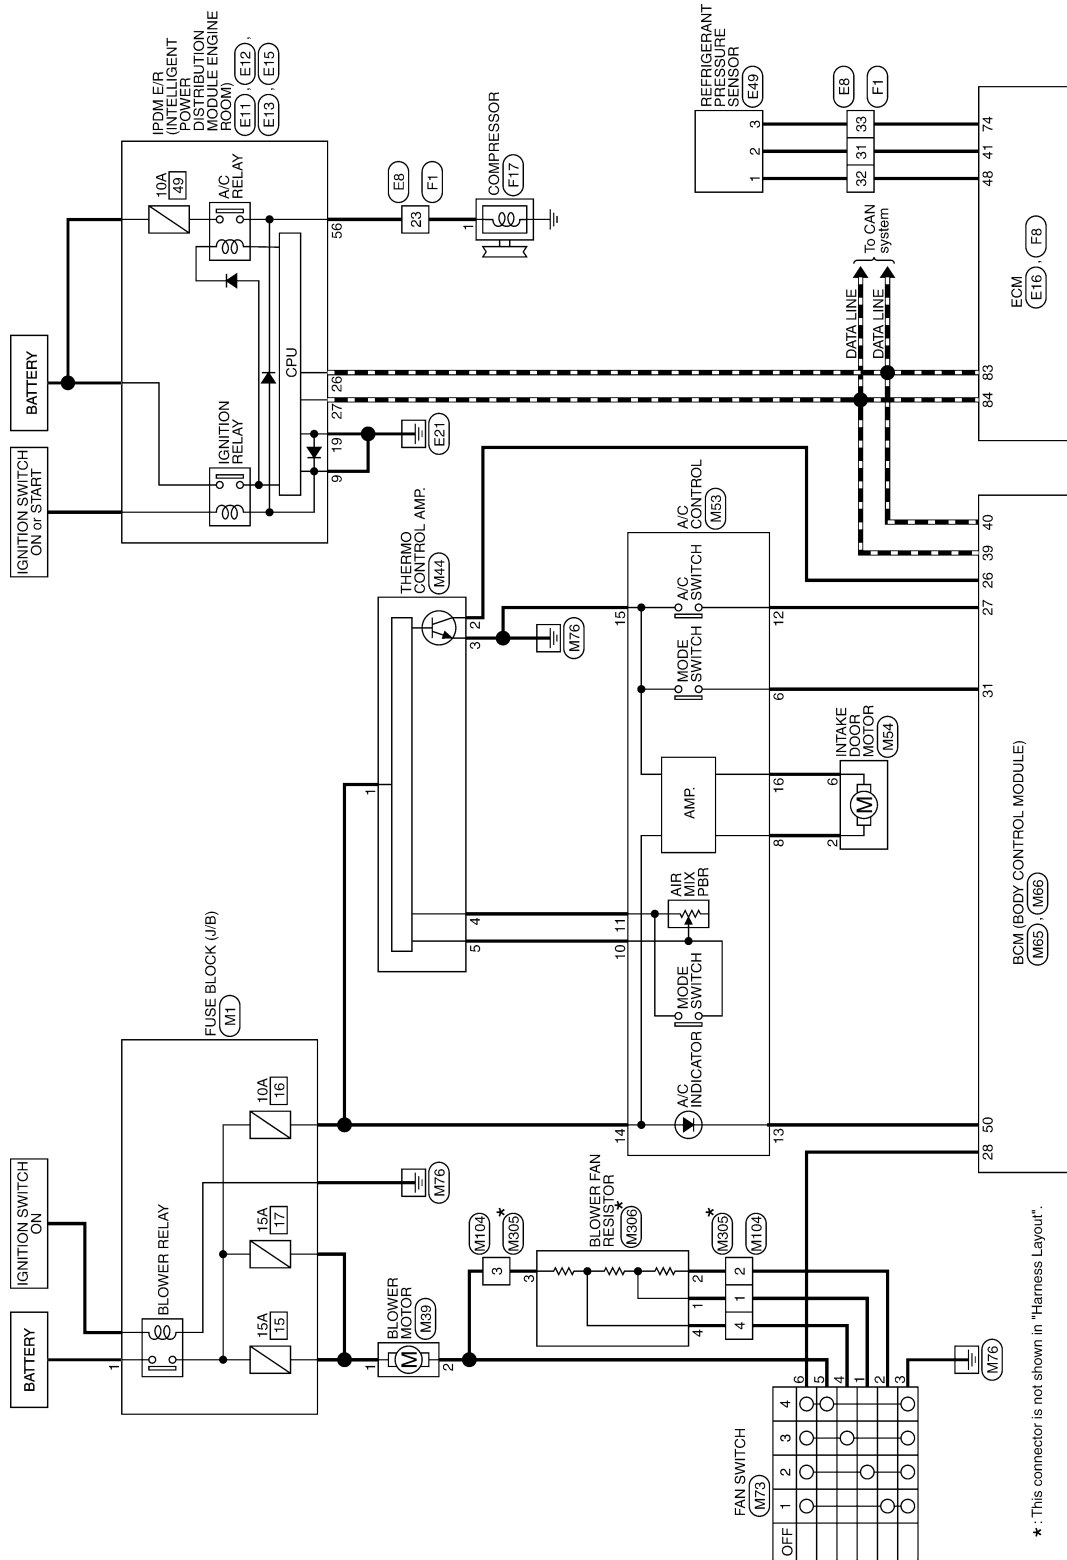 BATTERY
IGNITION SWITCH
ON
IGNITION SWITCH
ON or START
BATTERY
1
BLOWER RELAY
15A
15
15A
17
10A
16
FUSE BLOCK (J/B)
M1
M76
IPDM E/R
(INTELLIGENT
POWER
DISTRIBUTION
MODULE ENGINE
ROOM)
E11 , E12 ,
E13 , E15
IGNITION
RELAY
10A
49
A/C
RELAY
CPU
9
19
27
26
56
E21
23
E8
F1
1
COMPRESSOR
F17
1
BLOWER
MOTOR
M39
M
2
M104
M305
*
3
3
BLOWER FAN
RESISTOR
M306
*
4
1
2
4
1
2
M305
*
M104
THERMO
CONTROL AMP.
M44
1
5
4
3
2
M76
A/C
CONTROL
M53
14
10
11
15
A/C
INDICATOR
MODE
SWITCH
AIR
MIX
PBR
AMP.
MODE
SWITCH
A/C
SWITCH
13
8
16
6
12
2
6
M
INTAKE
DOOR
MOTOR
M54
REFRIGERANT
PRESSURE
SENSOR
E49
1
2
3
32
31
33
E8
F1
DATA LINE
DATA LINE
To CAN
system
FAN SWITCH
M73
OFF
1
2
3
4
6
5
4
1
2
3
M76
28
50
31
27
26
39
40
BCM (BODY CONTROL MODULE)
M65 , M66
84
83
48
41
74
ECM
E16 , F8
* : This connector is not shown in "Harness Layout".